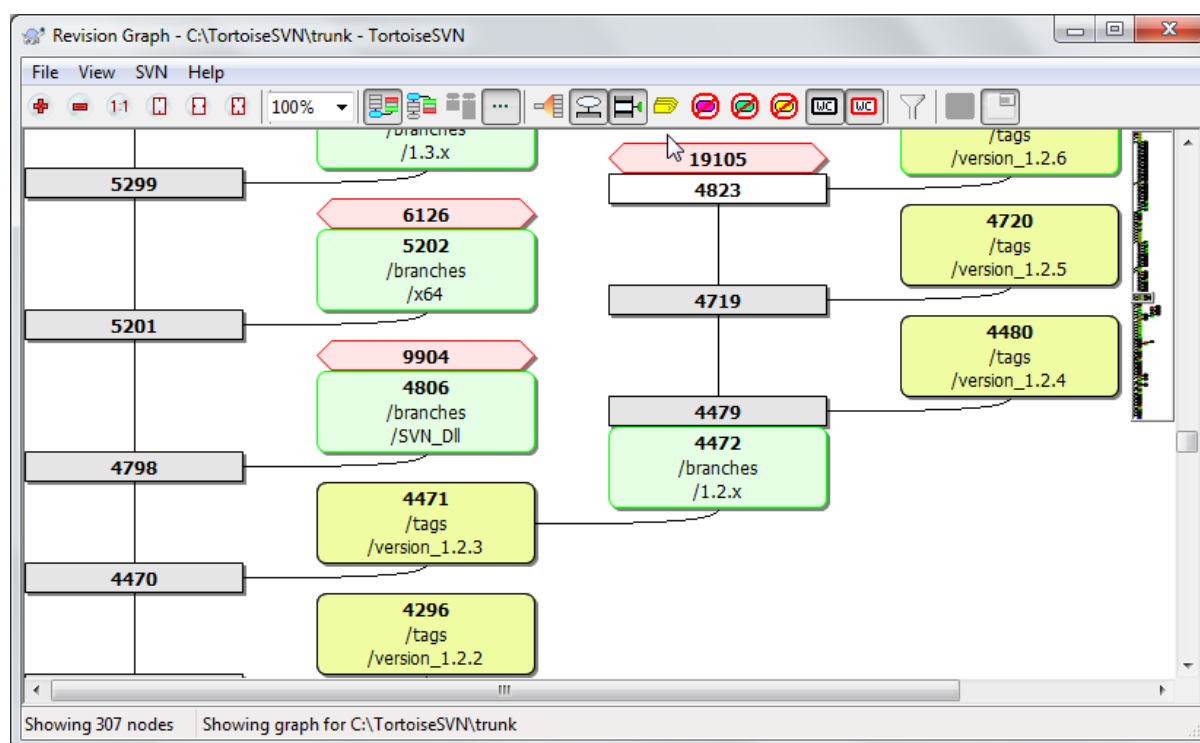 Revision Graph - C:\TortoiseSVN\trunk - TortoiseSVN
File View SVN Help
1:1 100% ... WC WC
/branches
/1.3.x
5299
6126
5202
/branches
/x64
5201
9904
4806
/branches
/SVN_Dll
4798
4471
/tags
/version_1.2.3
4470
4296
/tags
/version_1.2.2
19105
4823
4719
4479
4472
/branches
/1.2.x
/tags
/version_1.2.6
4720
/tags
/version_1.2.5
4480
/tags
/version_1.2.4
Showing 307 nodes Showing graph for C:\TortoiseSVN\trunk